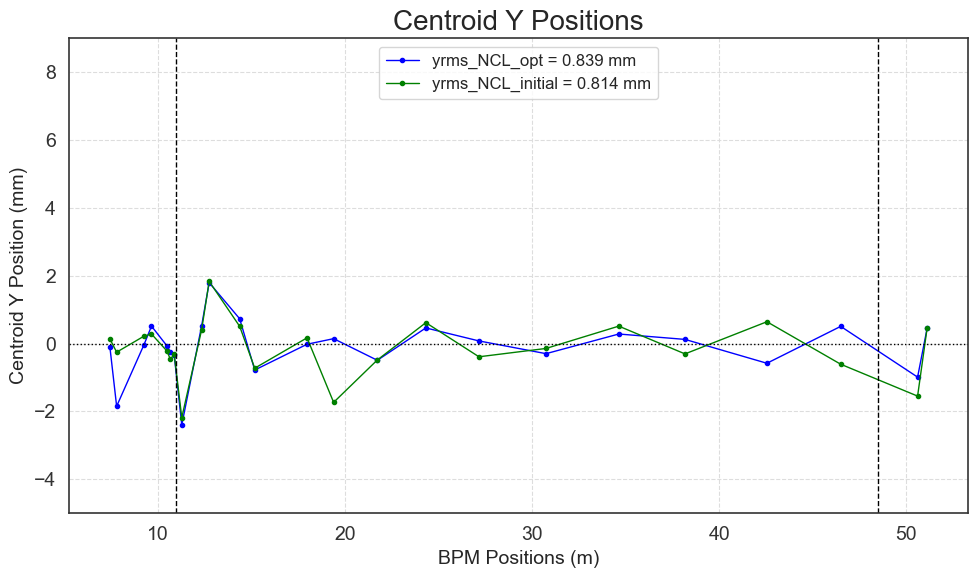 Centroid Y Positions
yrms_NCL_opt = 0.839 mm
yrms_NCL_initial = 0.814 mm
Centroid Y Position (mm)
8
6
4
2
0
−2
−4
10
20
30
40
50
BPM Positions (m)